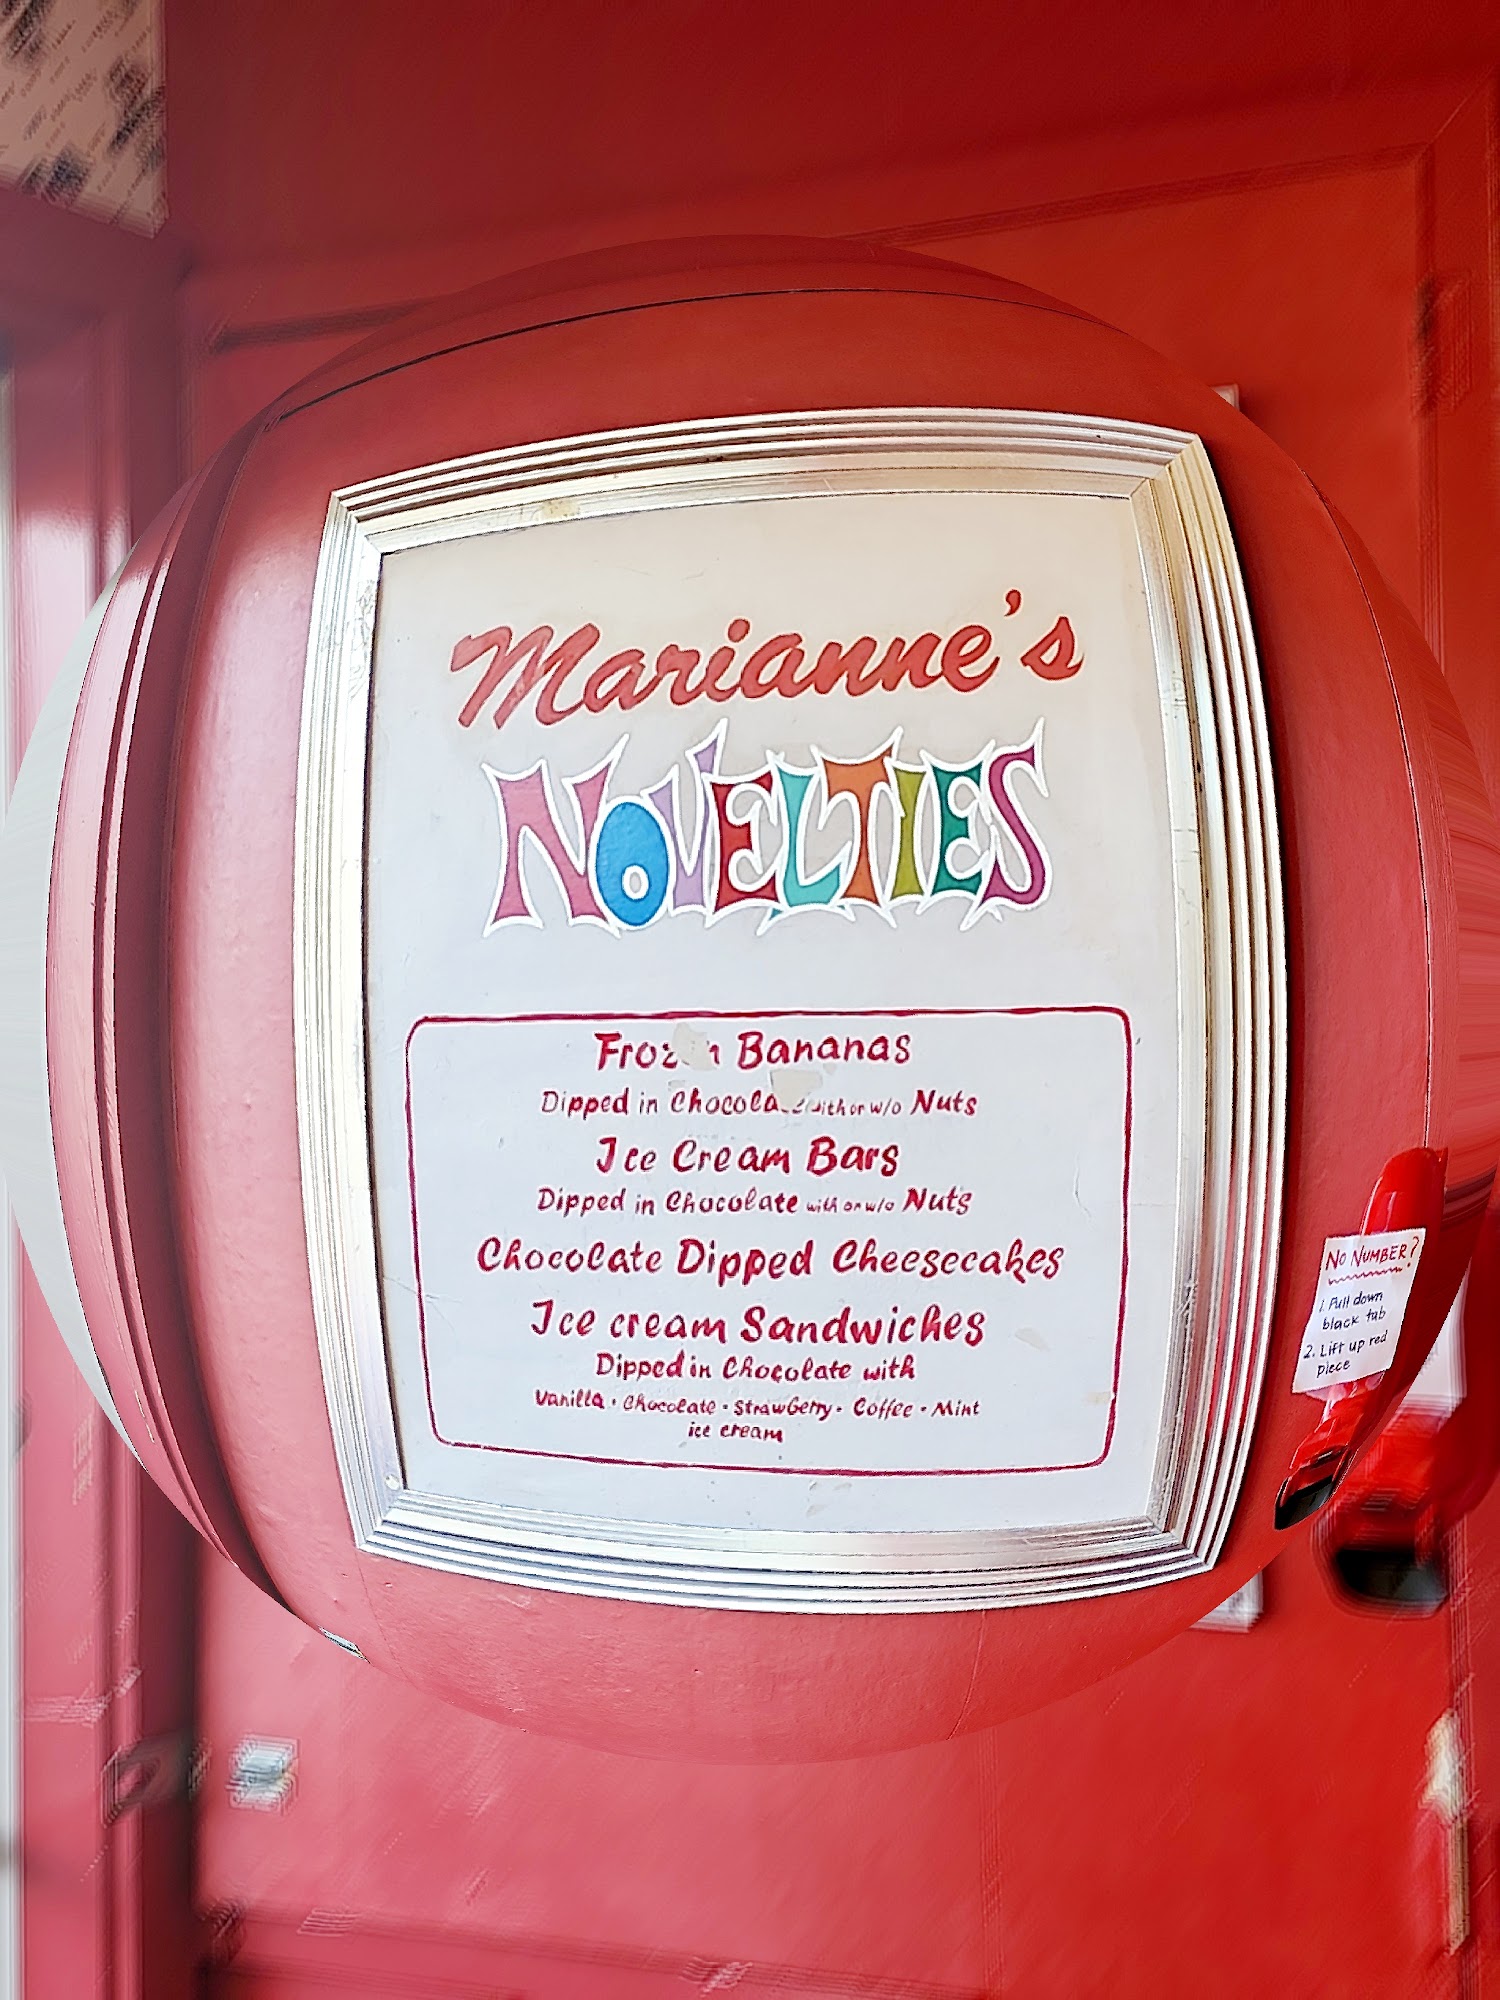 Marianne's
NOVELTIES
Frozen Bananas
Dipped in Chocolate with or w/o Nuts
Ice Cream Bars
Dipped in Chocolate with or w/o Nuts
Chocolate Dipped Cheesecakes
Ice cream Sandwiches
Dipped in Chocolate with
Vanilla · Chocolate · Strawberry · Coffee · Mint
ice cream
NO NUMBER?
1. Pull down
black tab
2. Lift up red
piece